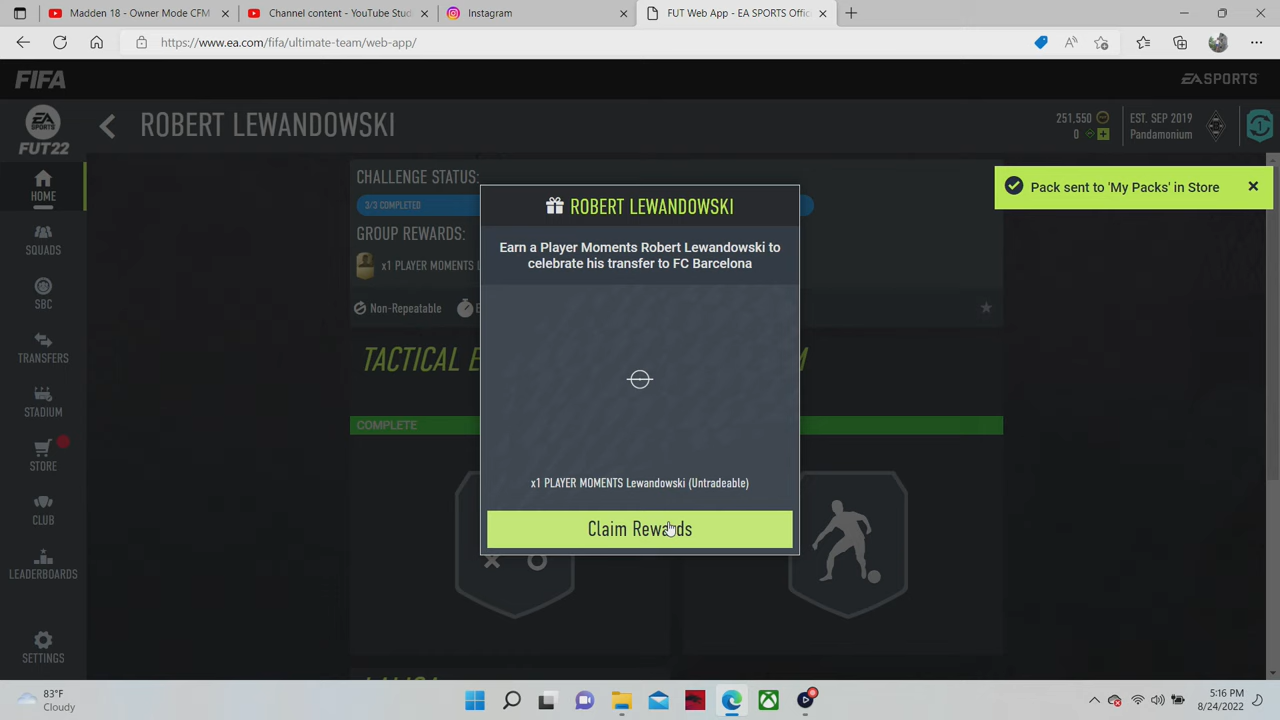 Madden 18 - Owner Mode CFM
Channel content - YouTube Stud
Instagram
FUT Web App - EA SPORTS Offic
https://www.ea.com/fifa/ultimate-team/web-app/
FIFA
EA SPORTS
EA SPORTS
FUT22
ROBERT LEWANDOWSKI
251,550
0
EST. SEP 2019
Pandamonium
HOME
SQUADS
SBC
TRANSFERS
STADIUM
STORE
CLUB
LEADERBOARDS
SETTINGS
CHALLENGE STATUS:
3/3 COMPLETED
GROUP REWARDS:
x1 PLAYER MOMENTS L
Non-Repeatable
E
TACTICAL E
M
COMPLETE
Pack sent to 'My Packs' in Store
ROBERT LEWANDOWSKI
Earn a Player Moments Robert Lewandowski to
celebrate his transfer to FC Barcelona
x1 PLAYER MOMENTS Lewandowski (Untradeable)
Claim Rewards
83°F
Cloudy
5:16 PM
8/24/2022